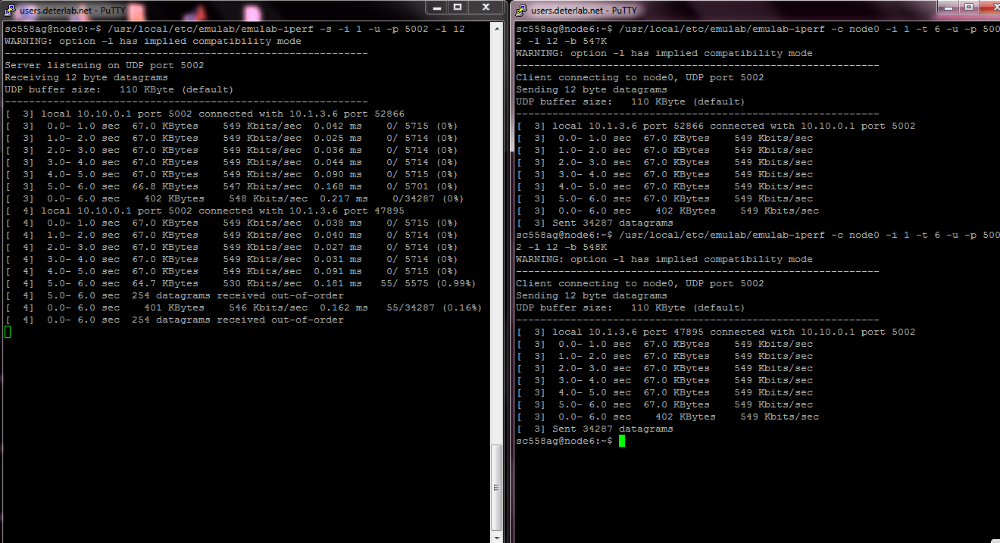 users.deterlab.net - PuTTY
sc558ag@node0:~$ /usr/local/etc/emulab/emulab-iperf -s -i 1 -u -p 5002 -l 12
WARNING: option -l has implied compatibility mode
------------------------------------------------------------
Server listening on UDP port 5002
Receiving 12 byte datagrams
UDP buffer size:   110 KByte (default)
------------------------------------------------------------
[  3] local 10.10.0.1 port 5002 connected with 10.1.3.6 port 52866
[  3]  0.0- 1.0 sec  67.0 KBytes    549 Kbits/sec  0.042 ms    0/ 5715 (0%)
[  3]  1.0- 2.0 sec  67.0 KBytes    549 Kbits/sec  0.025 ms    0/ 5714 (0%)
[  3]  2.0- 3.0 sec  67.0 KBytes    549 Kbits/sec  0.036 ms    0/ 5714 (0%)
[  3]  3.0- 4.0 sec  67.0 KBytes    549 Kbits/sec  0.044 ms    0/ 5714 (0%)
[  3]  4.0- 5.0 sec  67.0 KBytes    549 Kbits/sec  0.090 ms    0/ 5715 (0%)
[  3]  5.0- 6.0 sec  66.8 KBytes    547 Kbits/sec  0.168 ms    0/ 5701 (0%)
[  3]  0.0- 6.0 sec    402 KBytes    548 Kbits/sec  0.217 ms    0/34287 (0%)
[  4] local 10.10.0.1 port 5002 connected with 10.1.3.6 port 47895
[  4]  0.0- 1.0 sec  67.0 KBytes    549 Kbits/sec  0.038 ms    0/ 5715 (0%)
[  4]  1.0- 2.0 sec  67.0 KBytes    549 Kbits/sec  0.040 ms    0/ 5714 (0%)
[  4]  2.0- 3.0 sec  67.0 KBytes    549 Kbits/sec  0.027 ms    0/ 5714 (0%)
[  4]  3.0- 4.0 sec  67.0 KBytes    549 Kbits/sec  0.031 ms    0/ 5714 (0%)
[  4]  4.0- 5.0 sec  67.0 KBytes    549 Kbits/sec  0.091 ms    0/ 5715 (0%)
[  4]  5.0- 6.0 sec  64.7 KBytes    530 Kbits/sec  0.181 ms   55/ 5575 (0.99%)
[  4]  5.0- 6.0 sec  254 datagrams received out-of-order
[  4]  0.0- 6.0 sec    401 KBytes    546 Kbits/sec  0.162 ms   55/34287 (0.16%)
[  4]  0.0- 6.0 sec  254 datagrams received out-of-order
users.deterlab.net - PuTTY
sc558ag@node6:~$ /usr/local/etc/emulab/emulab-iperf -c node0 -i 1 -t 6 -u -p 500
2 -l 12 -b 547K
WARNING: option -l has implied compatibility mode
------------------------------------------------------------
Client connecting to node0, UDP port 5002
Sending 12 byte datagrams
UDP buffer size:   110 KByte (default)
------------------------------------------------------------
[  3] local 10.1.3.6 port 52866 connected with 10.10.0.1 port 5002
[  3]  0.0- 1.0 sec  67.0 KBytes    549 Kbits/sec
[  3]  1.0- 2.0 sec  67.0 KBytes    549 Kbits/sec
[  3]  2.0- 3.0 sec  67.0 KBytes    549 Kbits/sec
[  3]  3.0- 4.0 sec  67.0 KBytes    549 Kbits/sec
[  3]  4.0- 5.0 sec  67.0 KBytes    549 Kbits/sec
[  3]  5.0- 6.0 sec  67.0 KBytes    549 Kbits/sec
[  3]  0.0- 6.0 sec    402 KBytes    549 Kbits/sec
[  3] Sent 34287 datagrams
sc558ag@node6:~$ /usr/local/etc/emulab/emulab-iperf -c node0 -i 1 -t 6 -u -p 500
2 -l 12 -b 548K
WARNING: option -l has implied compatibility mode
------------------------------------------------------------
Client connecting to node0, UDP port 5002
Sending 12 byte datagrams
UDP buffer size:   110 KByte (default)
------------------------------------------------------------
[  3] local 10.1.3.6 port 47895 connected with 10.10.0.1 port 5002
[  3]  0.0- 1.0 sec  67.0 KBytes    549 Kbits/sec
[  3]  1.0- 2.0 sec  67.0 KBytes    549 Kbits/sec
[  3]  2.0- 3.0 sec  67.0 KBytes    549 Kbits/sec
[  3]  3.0- 4.0 sec  67.0 KBytes    549 Kbits/sec
[  3]  4.0- 5.0 sec  67.0 KBytes    549 Kbits/sec
[  3]  5.0- 6.0 sec  67.0 KBytes    549 Kbits/sec
[  3]  0.0- 6.0 sec    402 KBytes    549 Kbits/sec
[  3] Sent 34287 datagrams
sc558ag@node6:~$